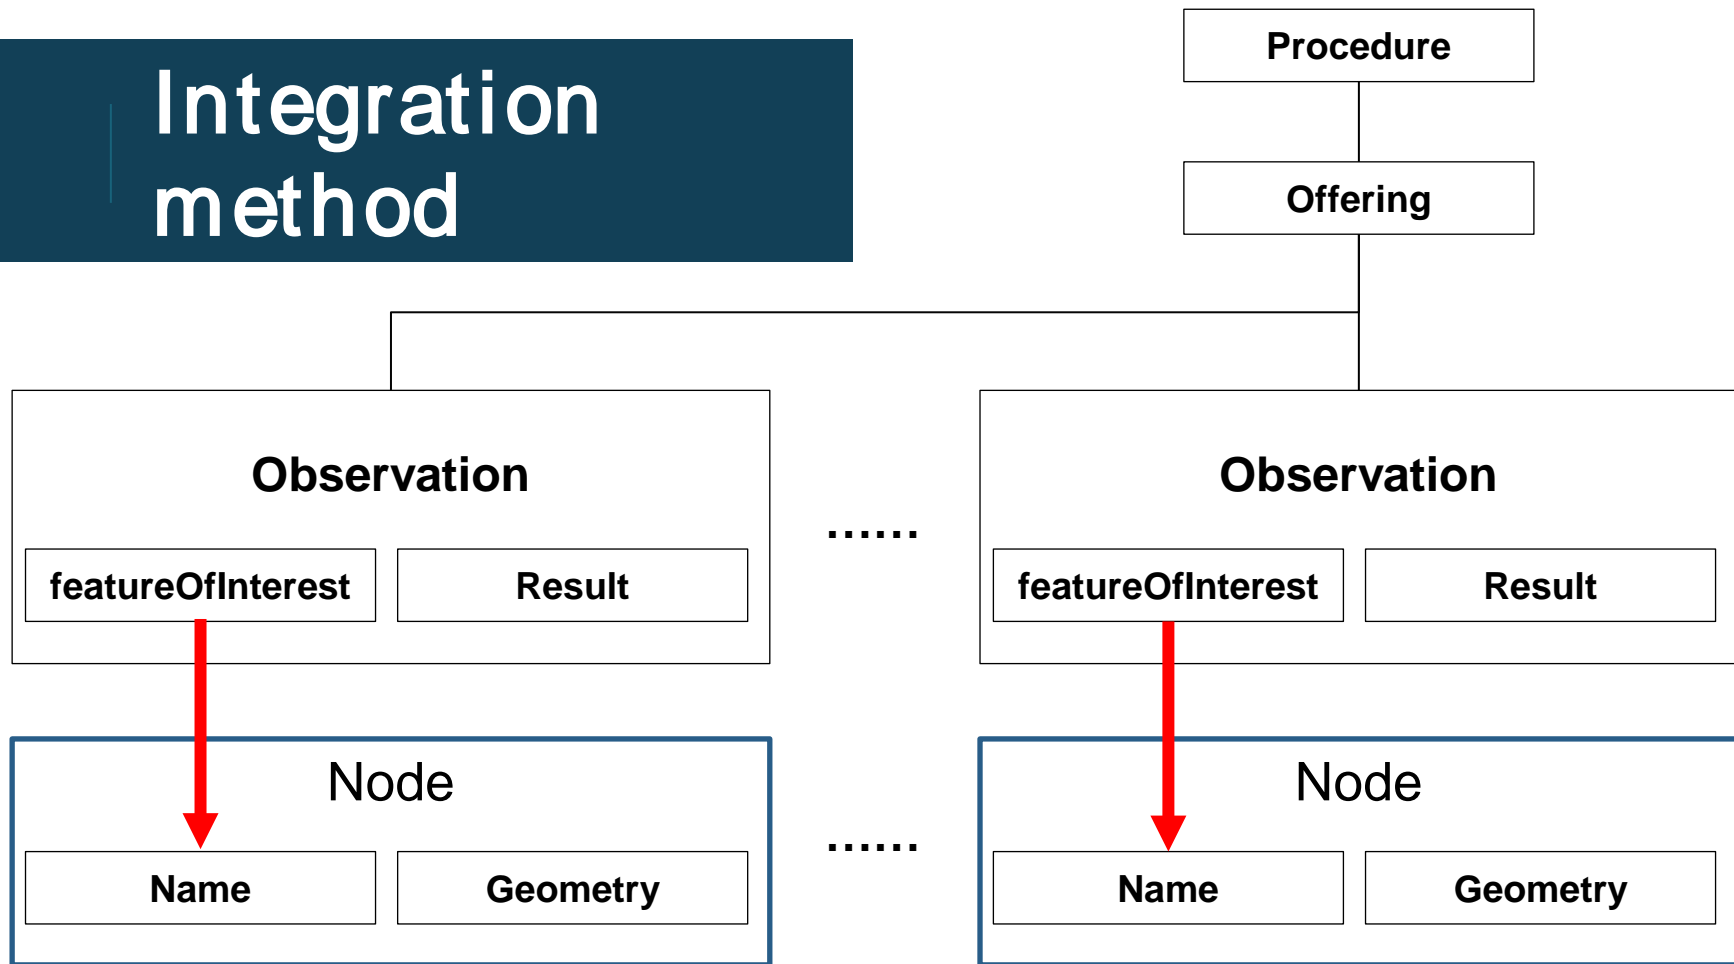 Integration
method
Procedure
Offering
Observation
featureOfInterest
Result
......
Observation
featureOfInterest
Result
Node
Name
Geometry
......
Node
Name
Geometry